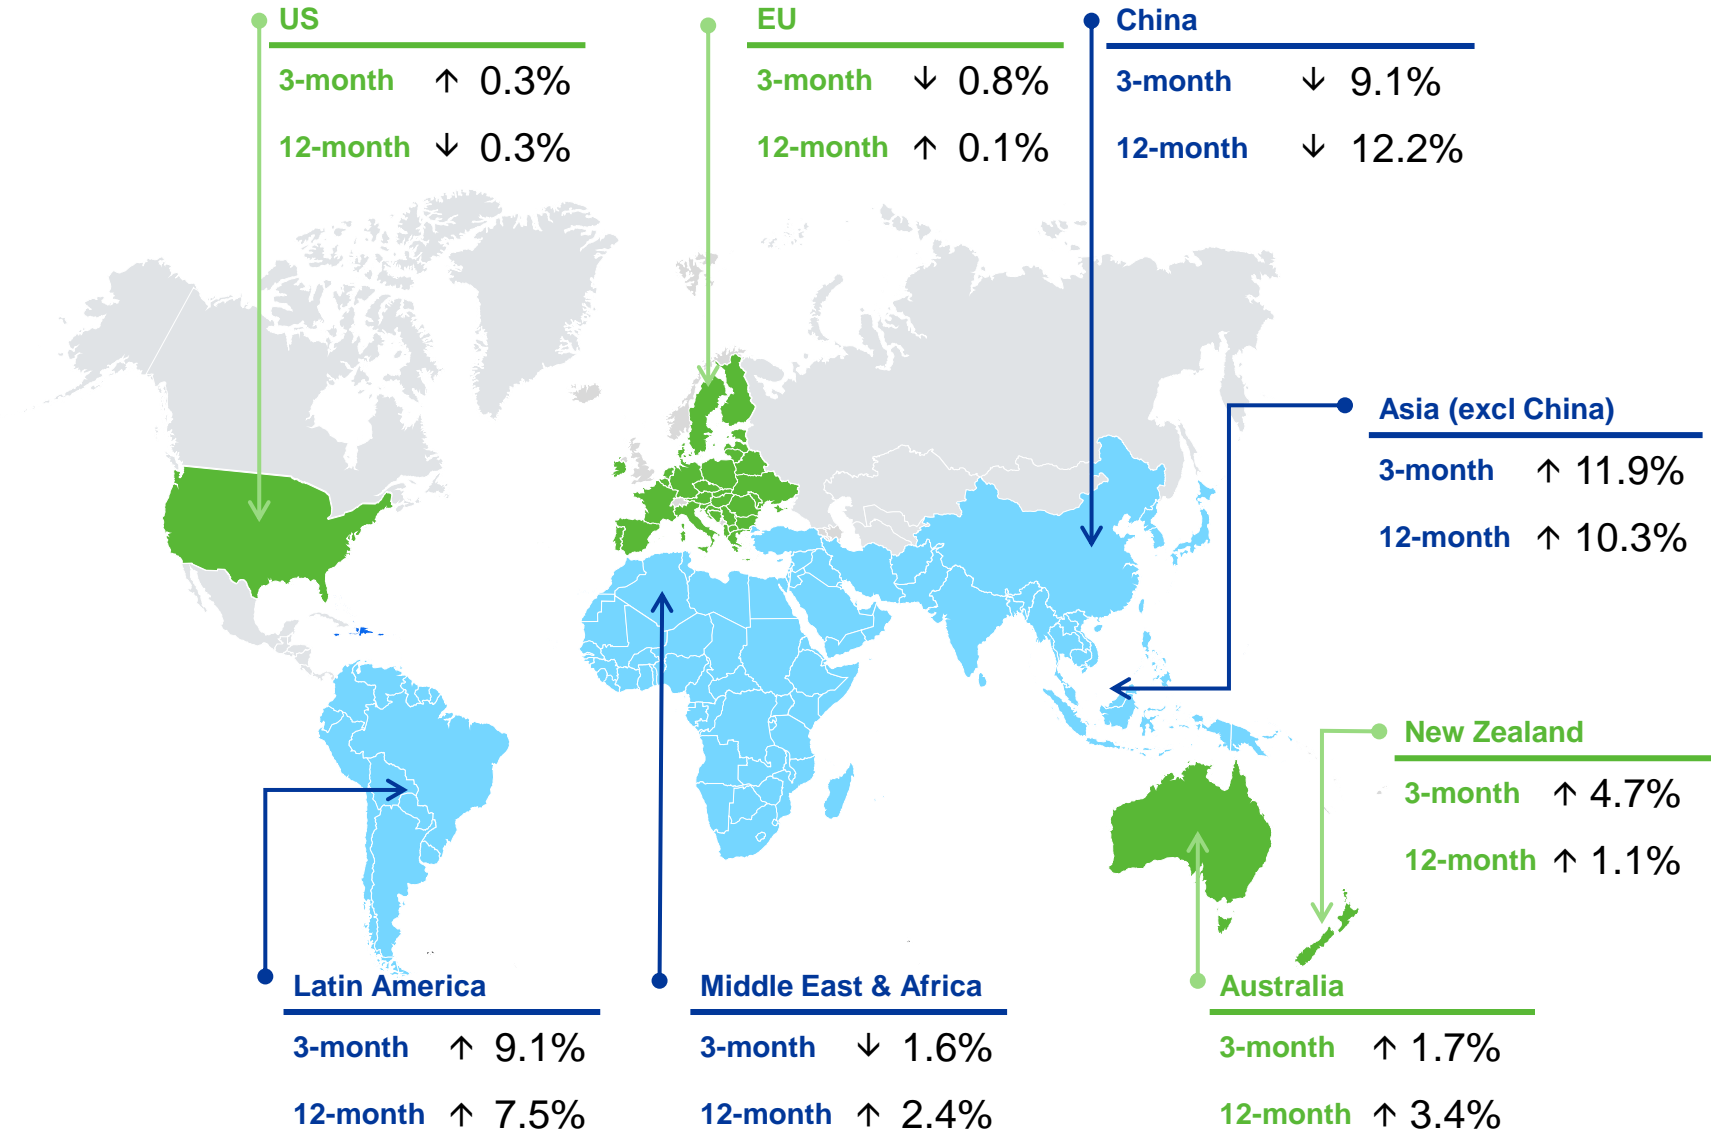 US
3-month ↑ 0.3%
12-month ↓ 0.3%
EU
3-month ↓ 0.8%
12-month ↑ 0.1%
China
3-month ↓ 9.1%
12-month ↓ 12.2%
Asia (excl China)
3-month ↑ 11.9%
12-month ↑ 10.3%
New Zealand
3-month ↑ 4.7%
12-month ↑ 1.1%
Latin America
3-month ↑ 9.1%
12-month ↑ 7.5%
Middle East & Africa
3-month ↓ 1.6%
12-month ↑ 2.4%
Australia
3-month ↑ 1.7%
12-month ↑ 3.4%